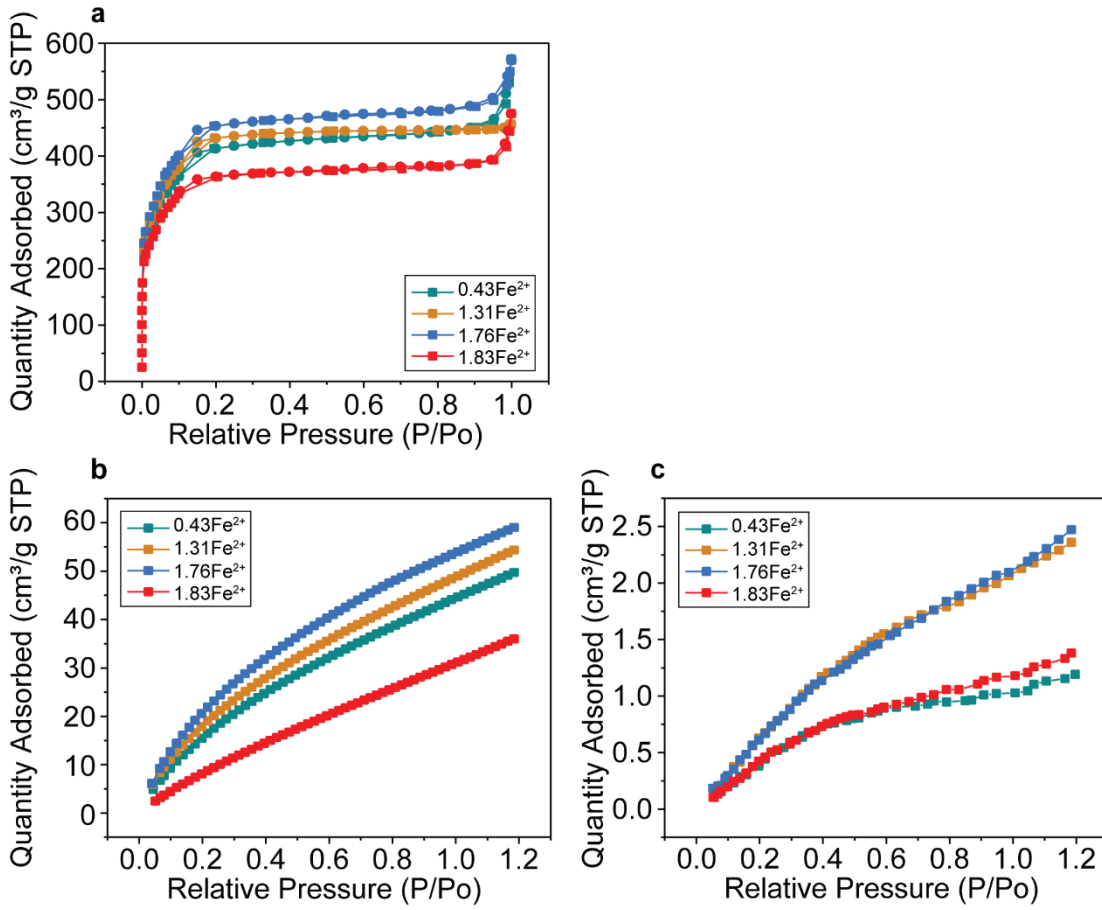 a
Quantity Adsorbed (cm³/g STP)
600
500
400
300
200
100
0
0.43Fe²⁺
1.31Fe²⁺
1.76Fe²⁺
1.83Fe²⁺
0.0 0.2 0.4 0.6 0.8 1.0
Relative Pressure (P/Po)
b
Quantity Adsorbed (cm³/g STP)
60
50
40
30
20
10
0
0.43Fe²⁺
1.31Fe²⁺
1.76Fe²⁺
1.83Fe²⁺
0.0 0.2 0.4 0.6 0.8 1.0 1.2
Relative Pressure (P/Po)
c
Quantity Adsorbed (cm³/g STP)
2.5
2.0
1.5
1.0
0.5
0.0
0.43Fe²⁺
1.31Fe²⁺
1.76Fe²⁺
1.83Fe²⁺
0.0 0.2 0.4 0.6 0.8 1.0 1.2
Relative Pressure (P/Po)